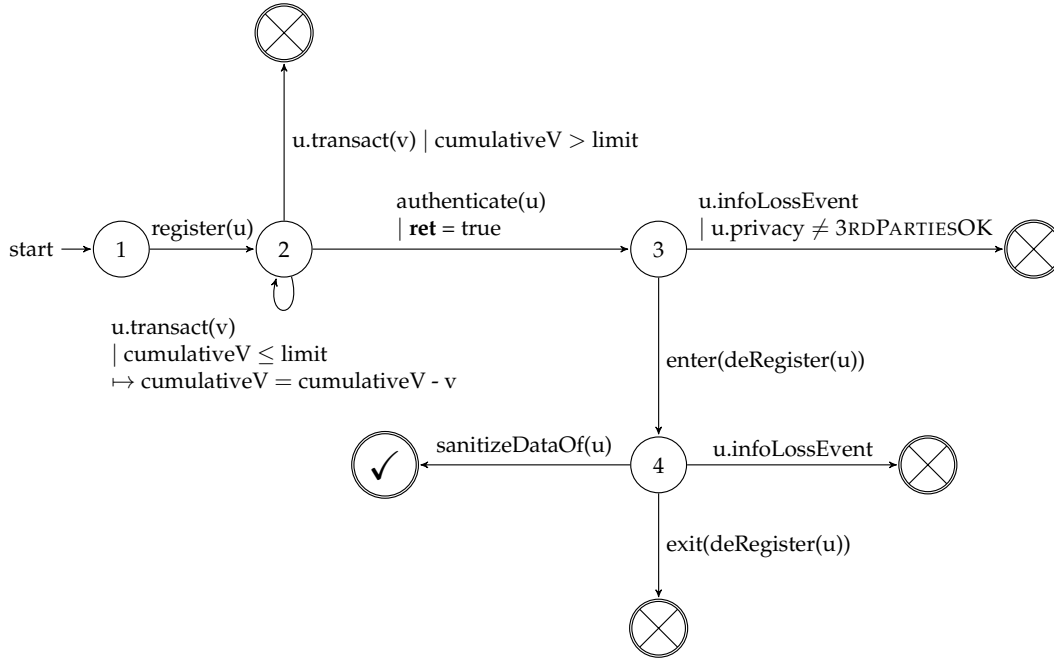 u.transact(v) | cumulativeV > limit
authenticate(u)
| ret = true
u.infoLossEvent
| u.privacy ≠ 3RDPARTIESOK
start
1
register(u)
2
3
u.transact(v)
| cumulativeV ≤ limit
↦ cumulativeV = cumulativeV - v
enter(deRegister(u))
✓
sanitizeDataOf(u)
4
u.infoLossEvent
exit(deRegister(u))